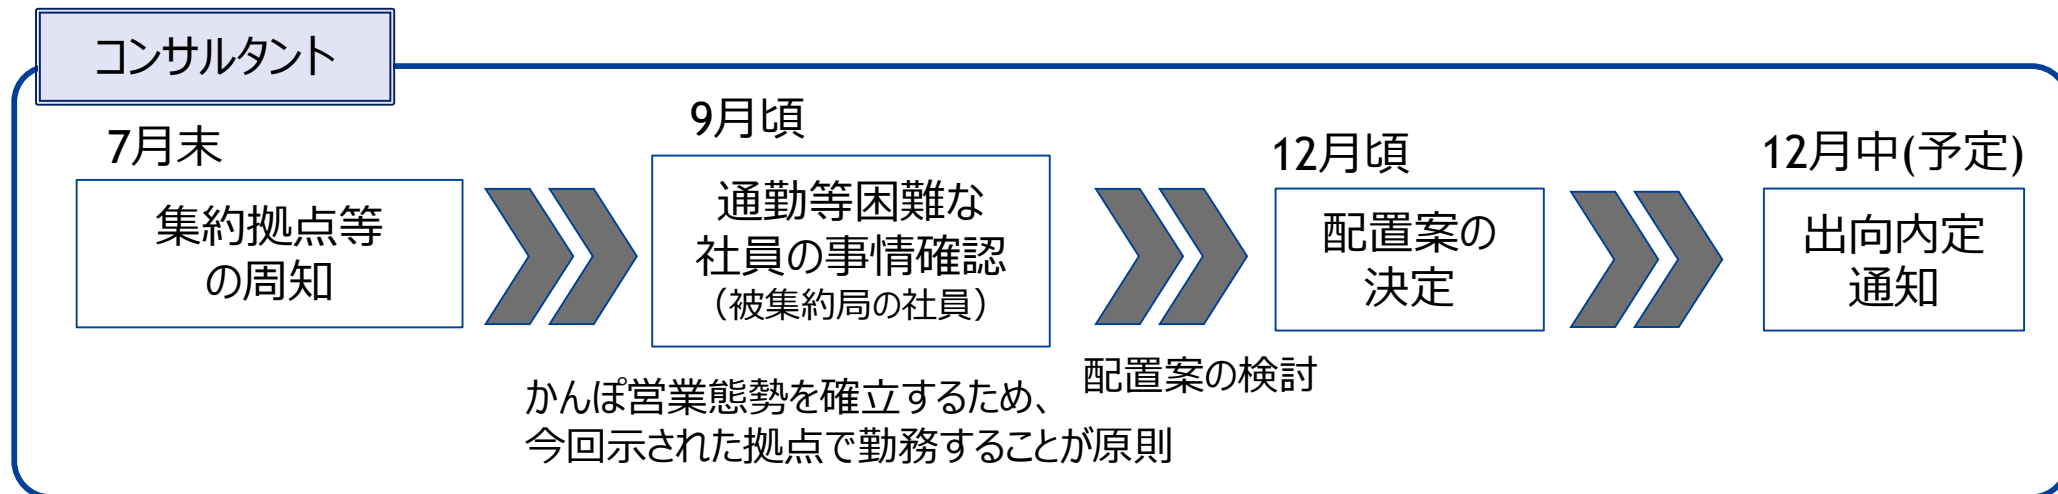 コンサルタント
7月末
集約拠点等
の周知
9月頃
通勤等困難な
社員の事情確認
（被集約局の社員）
かんぽ営業態勢を確立するため、
今回示された拠点で勤務することが原則
配置案の検討
12月頃
配置案の
決定
12月中(予定)
出向内定
通知